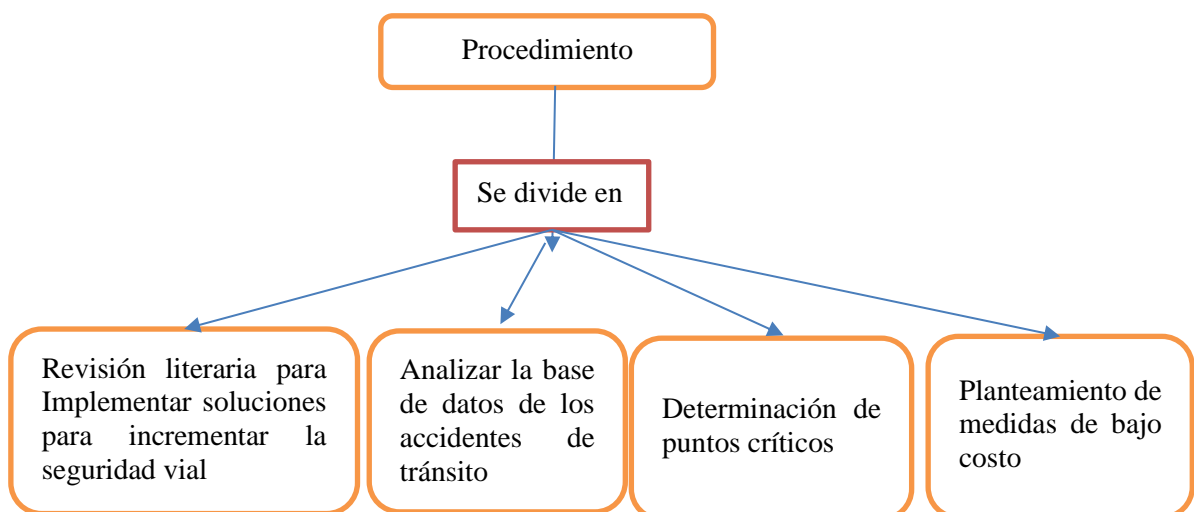 Procedimiento
Se divide en
Revisión literaria para
Implementar soluciones
para incrementar la
seguridad vial
Analizar la base
de datos de los
accidentes de
tránsito
Determinación de
puntos críticos
Planteamiento de
medidas de bajo
costo